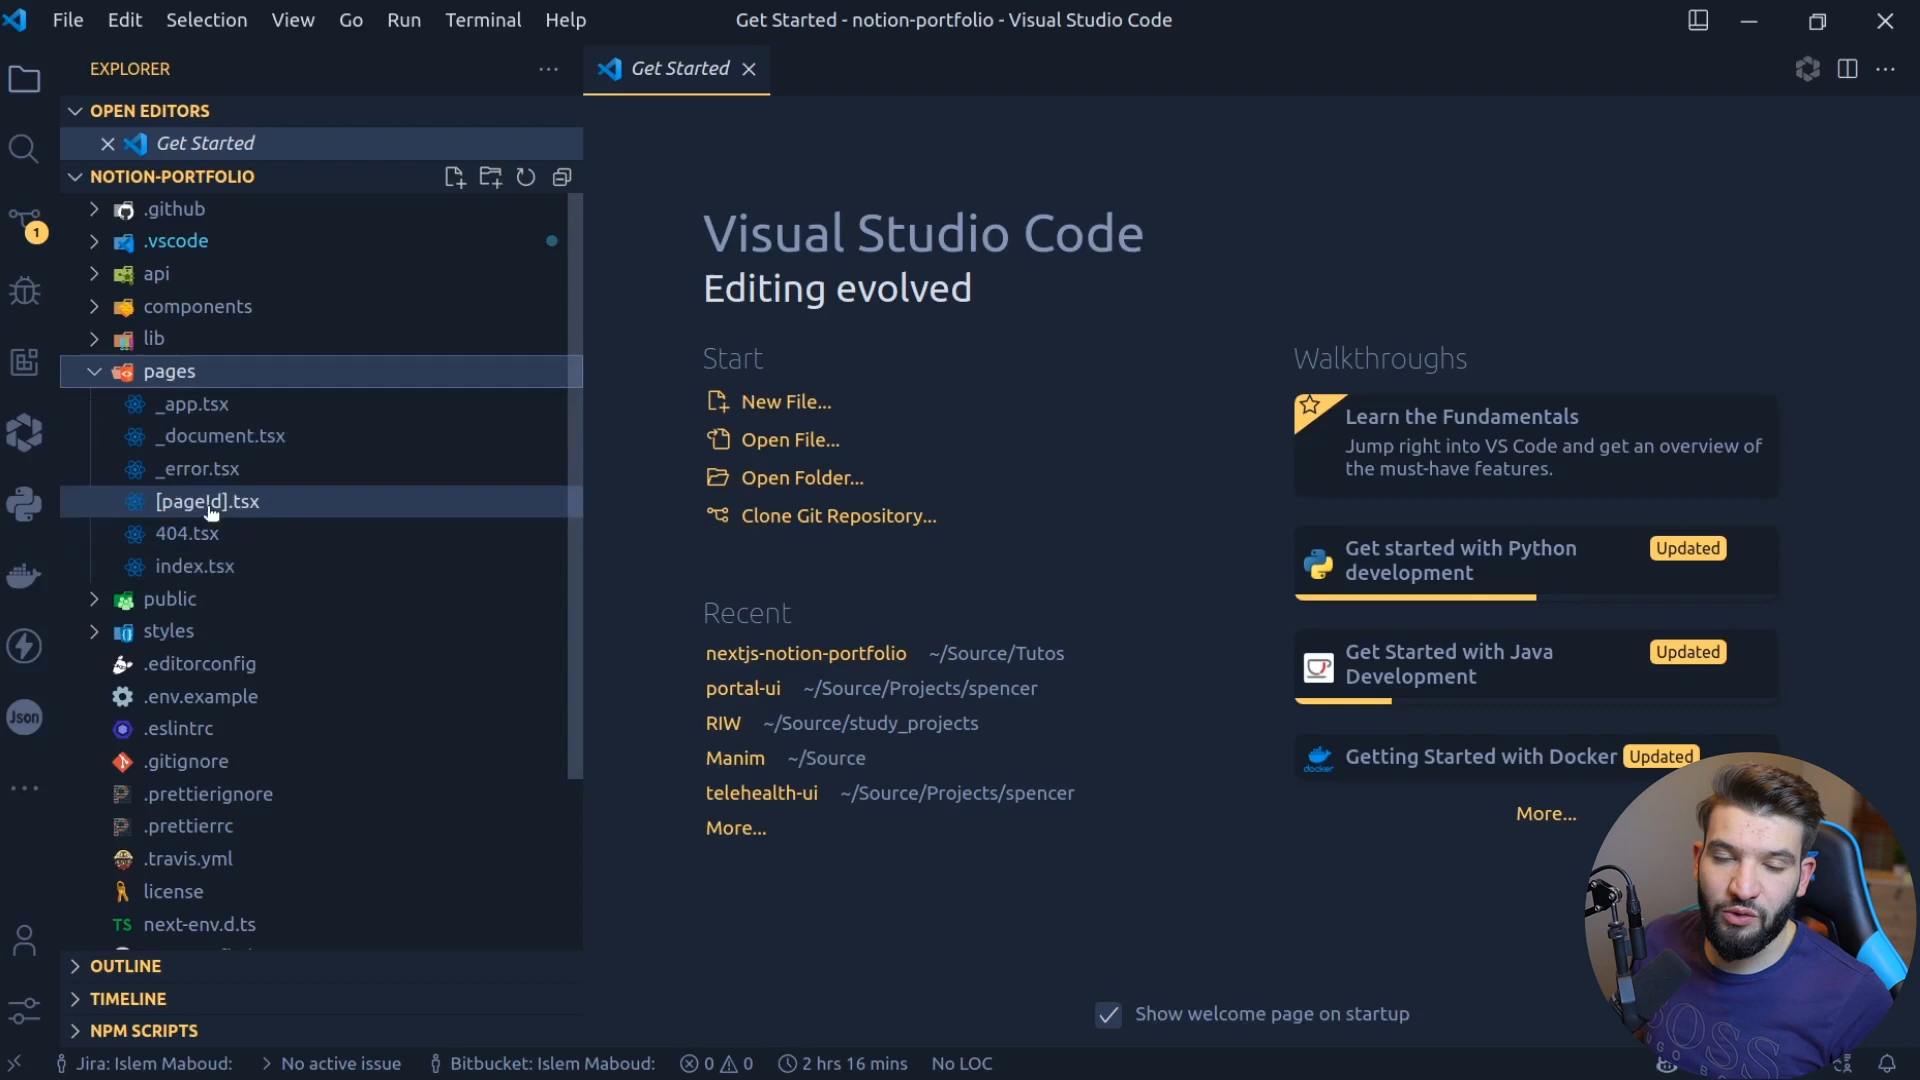 File Edit Selection View Go Run Terminal Help
Get Started - notion-portfolio - Visual Studio Code
EXPLORER
Get Started
OPEN EDITORS
Get Started
NOTION-PORTFOLIO
.github
1
.vscode
api
components
lib
pages
_app.tsx
_document.tsx
_error.tsx
[pageId].tsx
404.tsx
index.tsx
public
styles
.editorconfig
.env.example
Json
.eslintrc
.gitignore
.prettierignore
.prettierrc
.travis.yml
license
TS next-env.d.ts
OUTLINE
TIMELINE
NPM SCRIPTS
Visual Studio Code
Editing evolved
Start
New File...
Open File...
Open Folder...
Clone Git Repository...
Recent
nextjs-notion-portfolio ~/Source/Tutos
portal-ui ~/Source/Projects/spencer
RIW ~/Source/study_projects
Manim ~/Source
telehealth-ui ~/Source/Projects/spencer
More...
Walkthroughs
Learn the Fundamentals
Jump right into VS Code and get an overview of
the must-have features.
Get started with Python
development
Updated
Get Started with Java
Development
Updated
docker
Getting Started with Docker Updated
More...
BOSS
Show welcome page on startup
Jira: Islem Maboud: No active issue Bitbucket: Islem Maboud: 0 0 2 hrs 16 mins No LOC